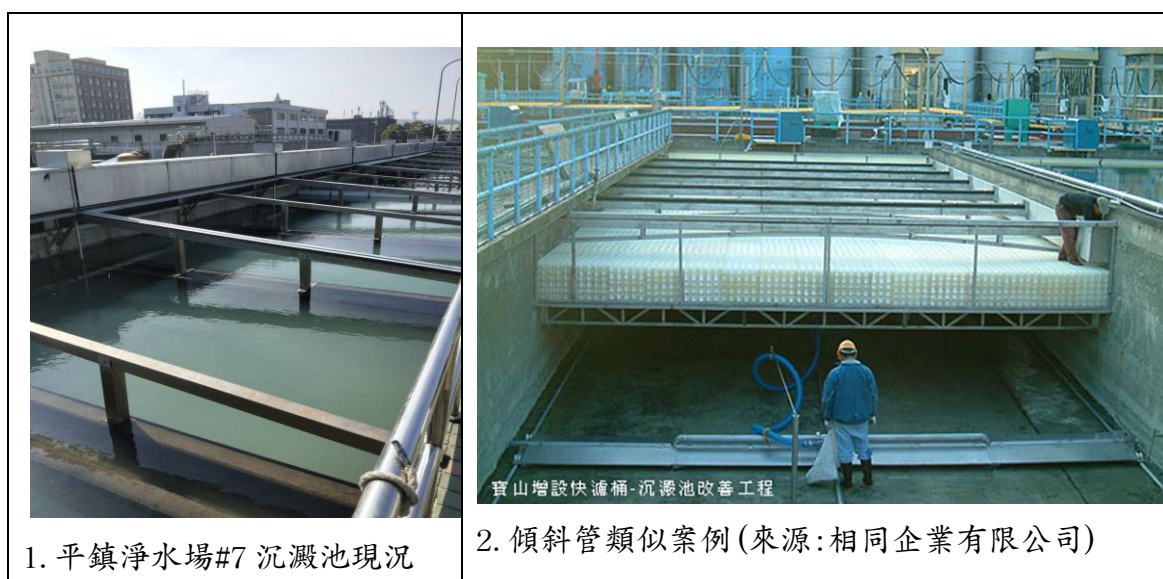 寶山增設快濾桶-沉澱池改善工程
1. 平鎮淨水場#7 沉澱池現況
2. 傾斜管類似案例(來源:相同企業有限公司)